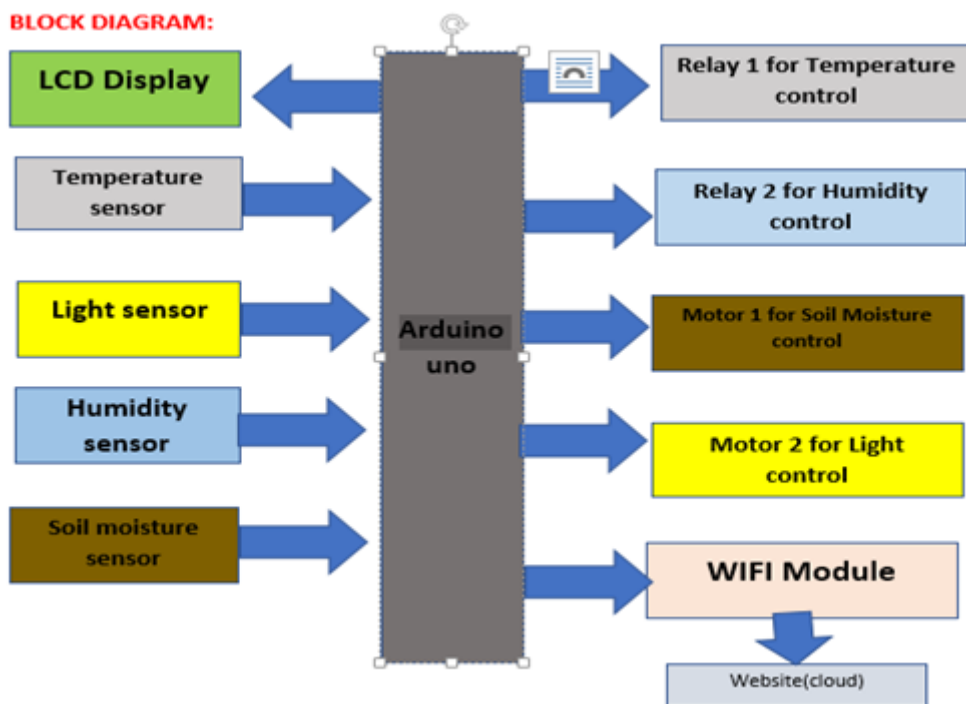 BLOCK DIAGRAM:
LCD Display
Temperature
sensor
Light sensor
Humidity
sensor
Soil moisture
sensor
Arduino
uno
Relay 1 for Temperature
control
Relay 2 for Humidity
control
Motor 1 for Soil Moisture
control
Motor 2 for Light
control
WIFI Module
Website(cloud)